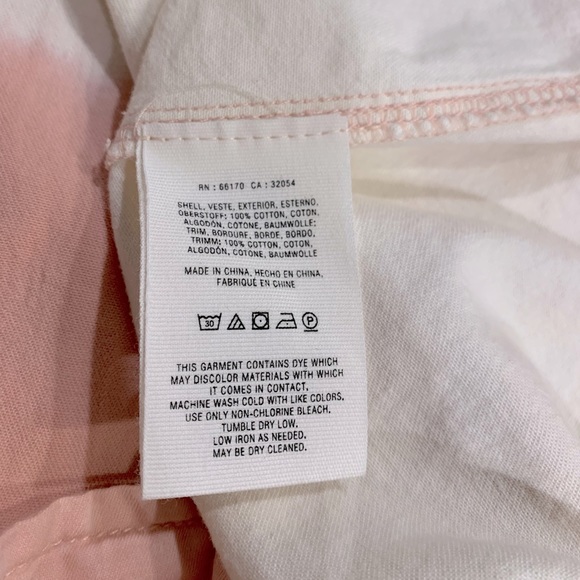 RN : 66170 CA : 32054
SHELL, VESTE, EXTERIOR, ESTERNO,
OBERSTOFF: 100% COTTON, COTON,
ALGODÓN, COTONE, BAUMWOLLE;
TRIM, BORDURE, BORDE, BORDO,
TRIMM: 100% COTTON, COTON,
ALGODÓN, COTONE, BAUMWOLLE
MADE IN CHINA, HECHO EN CHINA,
FABRIQUÉ EN CHINE
30 P
THIS GARMENT CONTAINS DYE WHICH
MAY DISCOLOR MATERIALS WITH WHICH
IT COMES IN CONTACT.
MACHINE WASH COLD WITH LIKE COLORS.
USE ONLY NON-CHLORINE BLEACH.
TUMBLE DRY LOW.
LOW IRON AS NEEDED.
MAY BE DRY CLEANED.